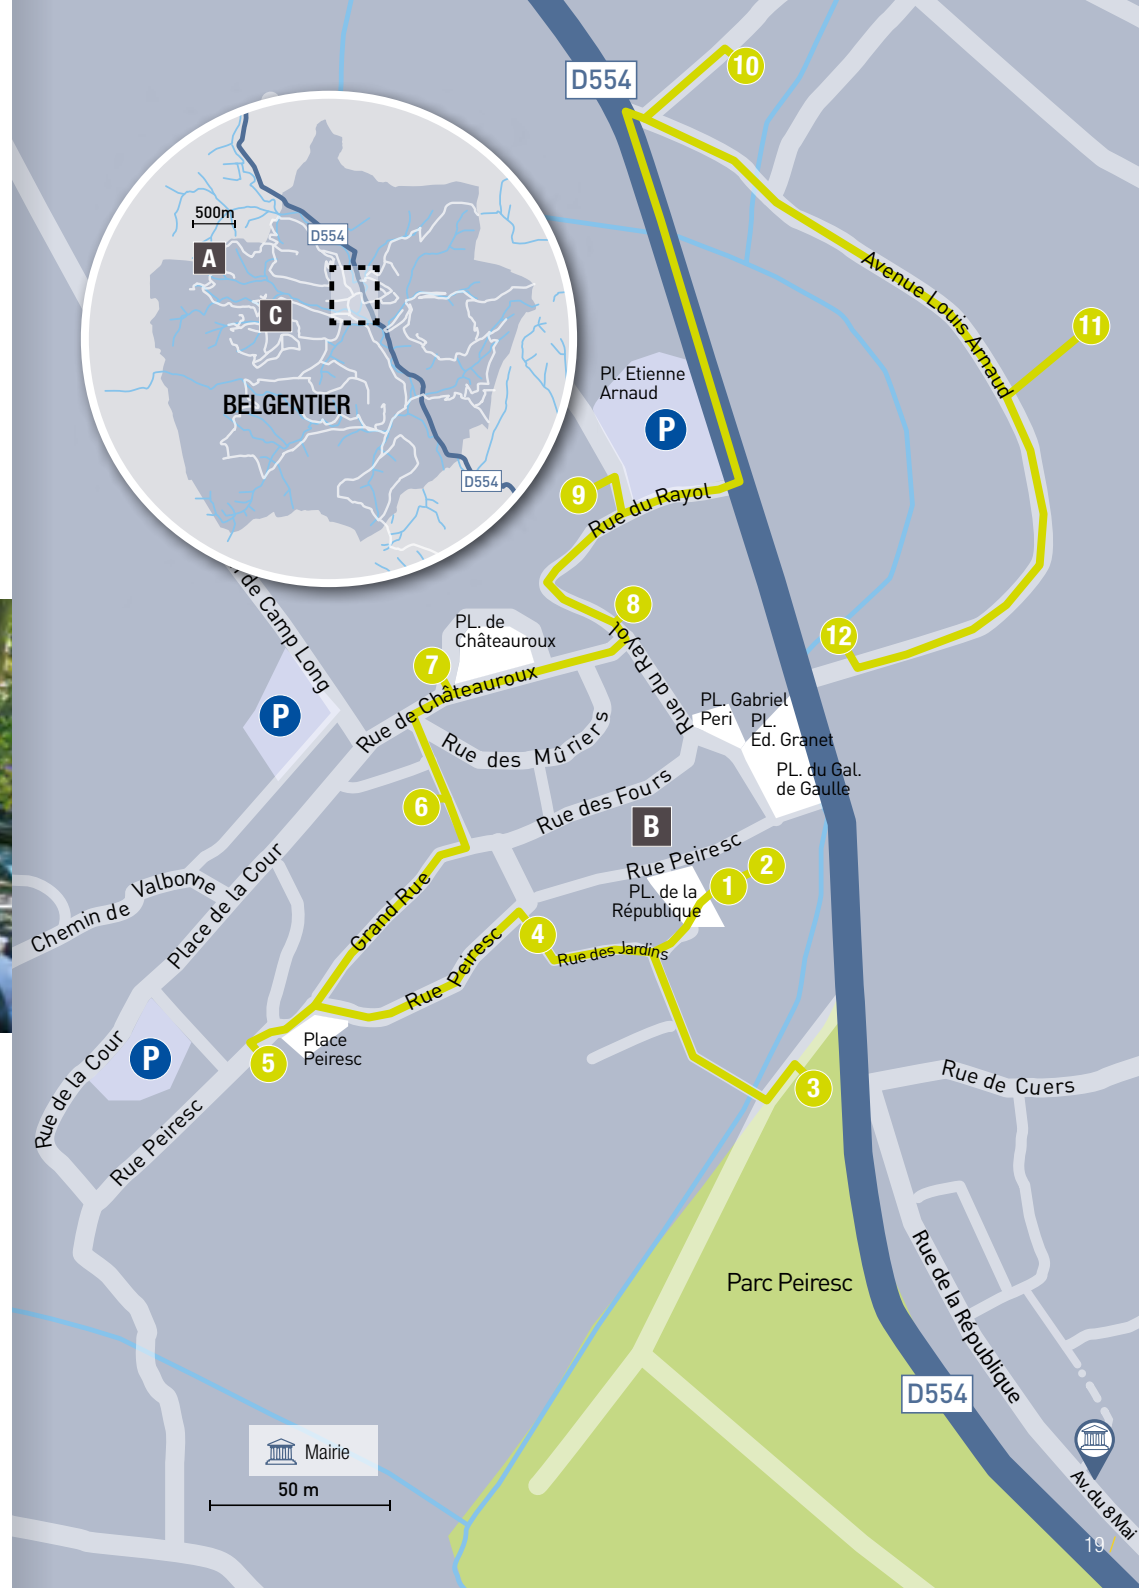 D554
10
500m
D554
A
C
BELGENTIER
D554
Avenue Louis Arnaud
11
Pl. Etienne
Arnaud
P
9
Rue du Rayol
8
12
de Camp Long
PL. de
Châteauroux
7
Rue du Rayol
P
Rue de Châteauroux
PL. Gabriel
Peri
PL.
Ed. Granet
PL. du Gal.
de Gaulle
Rue des Mûriers
6
Rue des Fours
B
Rue Peiresc
2
1
PL. de la
République
Chemin de Valbonne
Place de la Cour
Grand Rue
4
Rue des Jardins
Rue Peiresc
Place
Peiresc
5
P
Rue de la Cour
Rue Peiresc
3
Rue de Cuers
Parc Peiresc
Rue de la République
D554
Mairie
50 m
Av. du 8 Mai
19 /